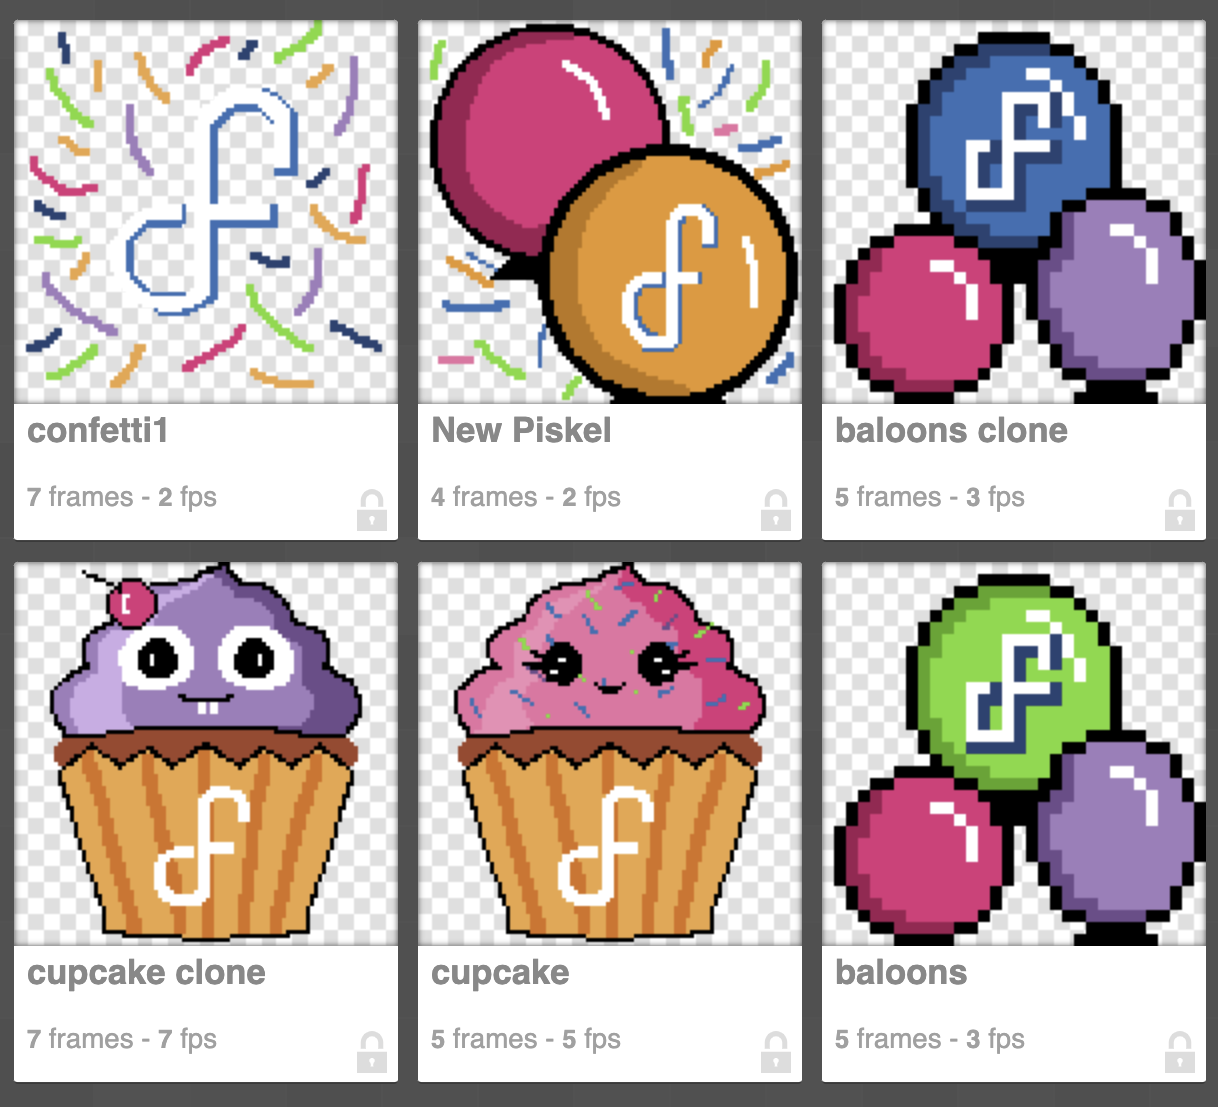 confetti1
7 frames - 2 fps
New Piskel
4 frames - 2 fps
baloons clone
5 frames - 3 fps
cupcake clone
7 frames - 7 fps
cupcake
5 frames - 5 fps
baloons
5 frames - 3 fps